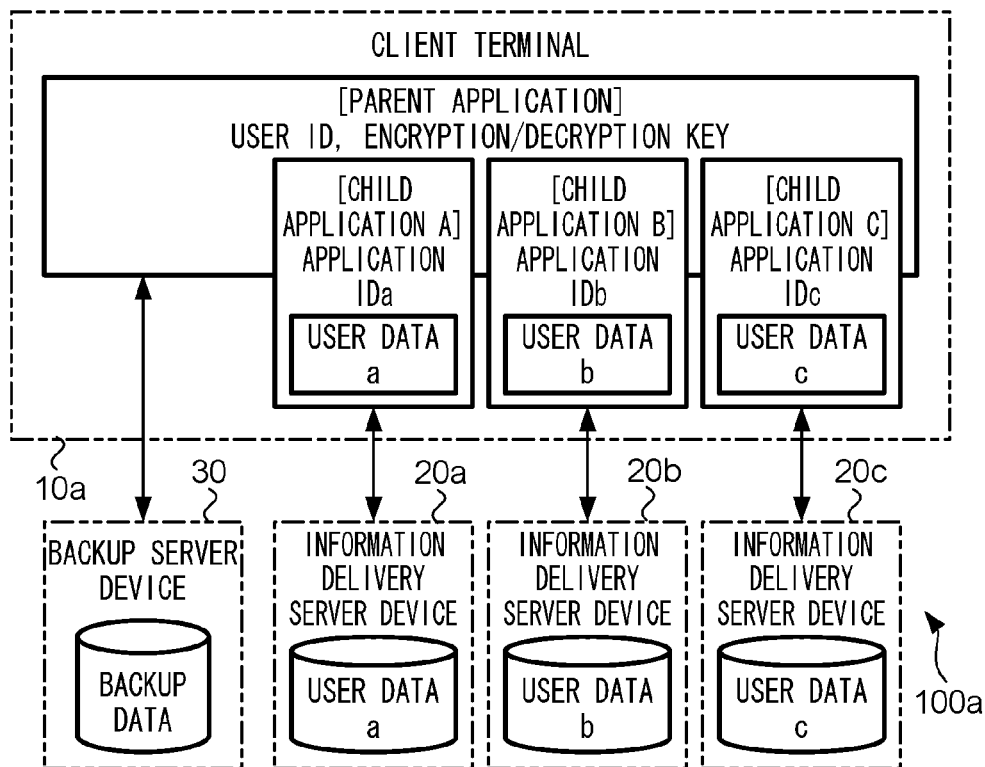 CLIENT TERMINAL
[PARENT APPLICATION]
USER ID, ENCRYPTION/DECRYPTION KEY
[CHILD
APPLICATION A]
APPLICATION
IDa
USER DATA
a
[CHILD
APPLICATION B]
APPLICATION
IDb
USER DATA
b
[CHILD
APPLICATION C]
APPLICATION
IDc
USER DATA
c
10a
30
20a
20b
20c
BACKUP SERVER
DEVICE
BACKUP
DATA
INFORMATION
DELIVERY
SERVER DEVICE
USER DATA
a
INFORMATION
DELIVERY
SERVER DEVICE
USER DATA
b
INFORMATION
DELIVERY
SERVER DEVICE
USER DATA
c
100a